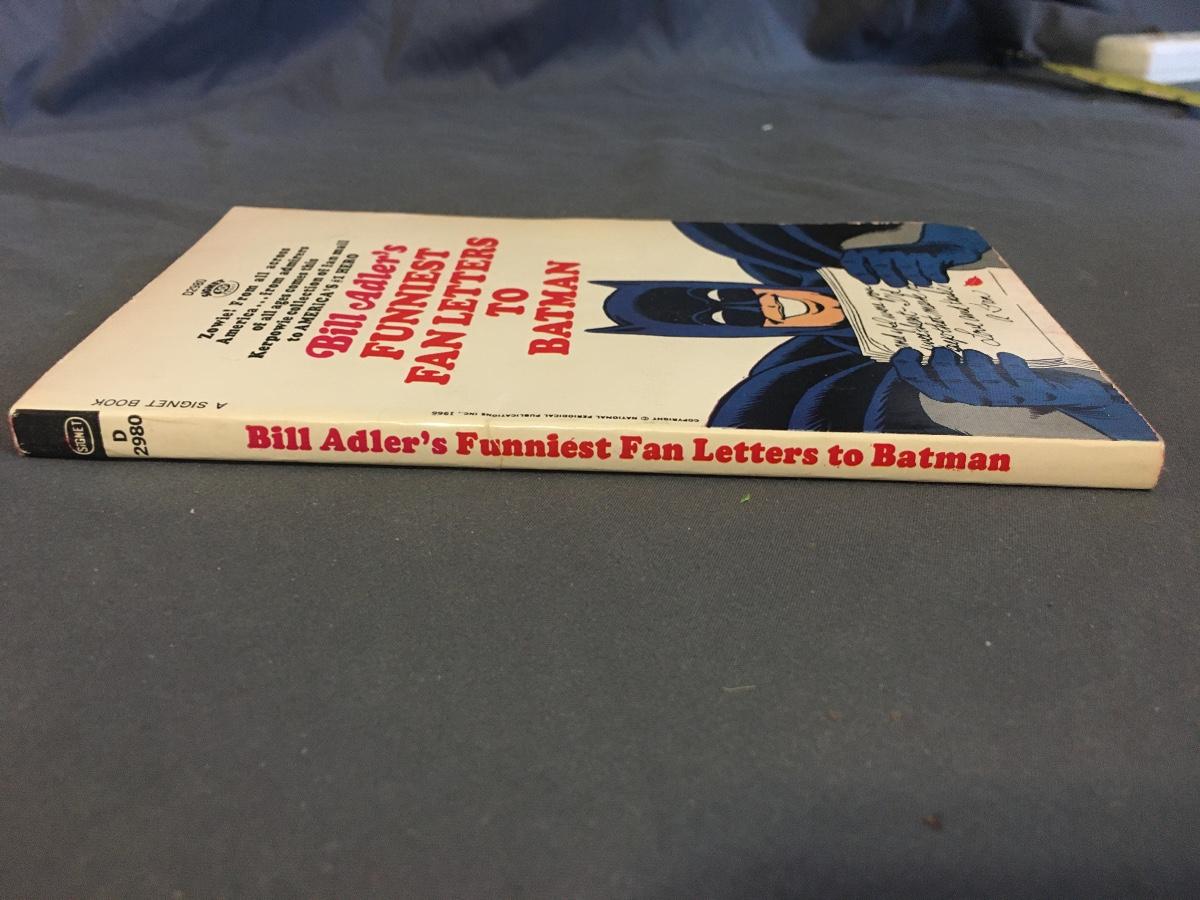 D2980
Zowie! From all across
America...from admirers
of all ages comes this
Kerpowie collection of fan mail
to AMERICA'S #1 HERO
Bill Adler's
FUNNIEST
FAN LETTERS
TO
BATMAN
A SIGNET BOOK
COPYRIGHT © NATIONAL PERIODICAL PUBLICATIONS INC., 1966
SIGNET
D
2980
Bill Adler's Funniest Fan Letters to Batman